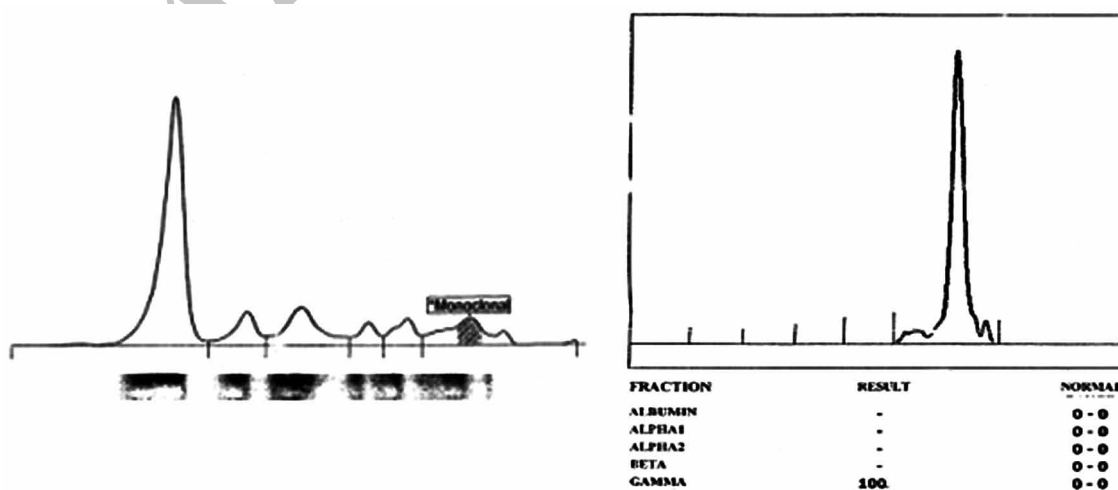 *Monoclonal
FRACTION RESULT NORMAL
ALBUMIN - 0 - 0
ALPHA1 - 0 - 0
ALPHA2 - 0 - 0
BETA - 0 - 0
GAMMA 100. 0 - 0